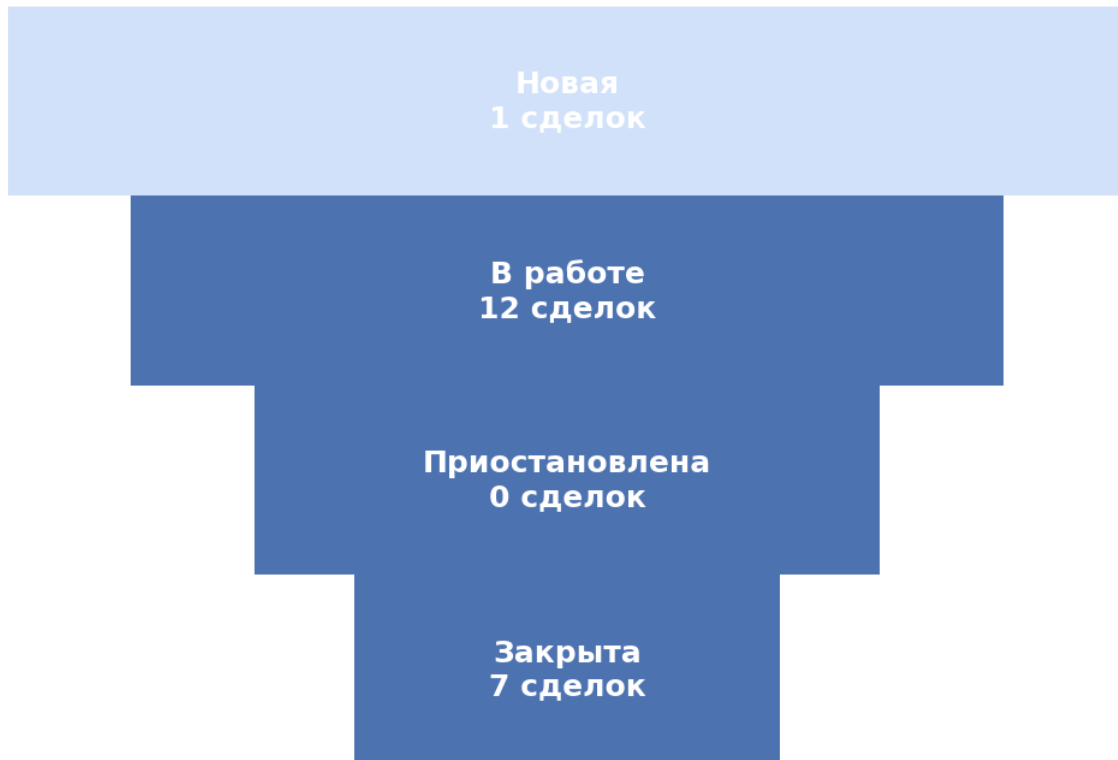 Новая
1 сделок
В работе
12 сделок
Приостановлена
0 сделок
Закрыта
7 сделок